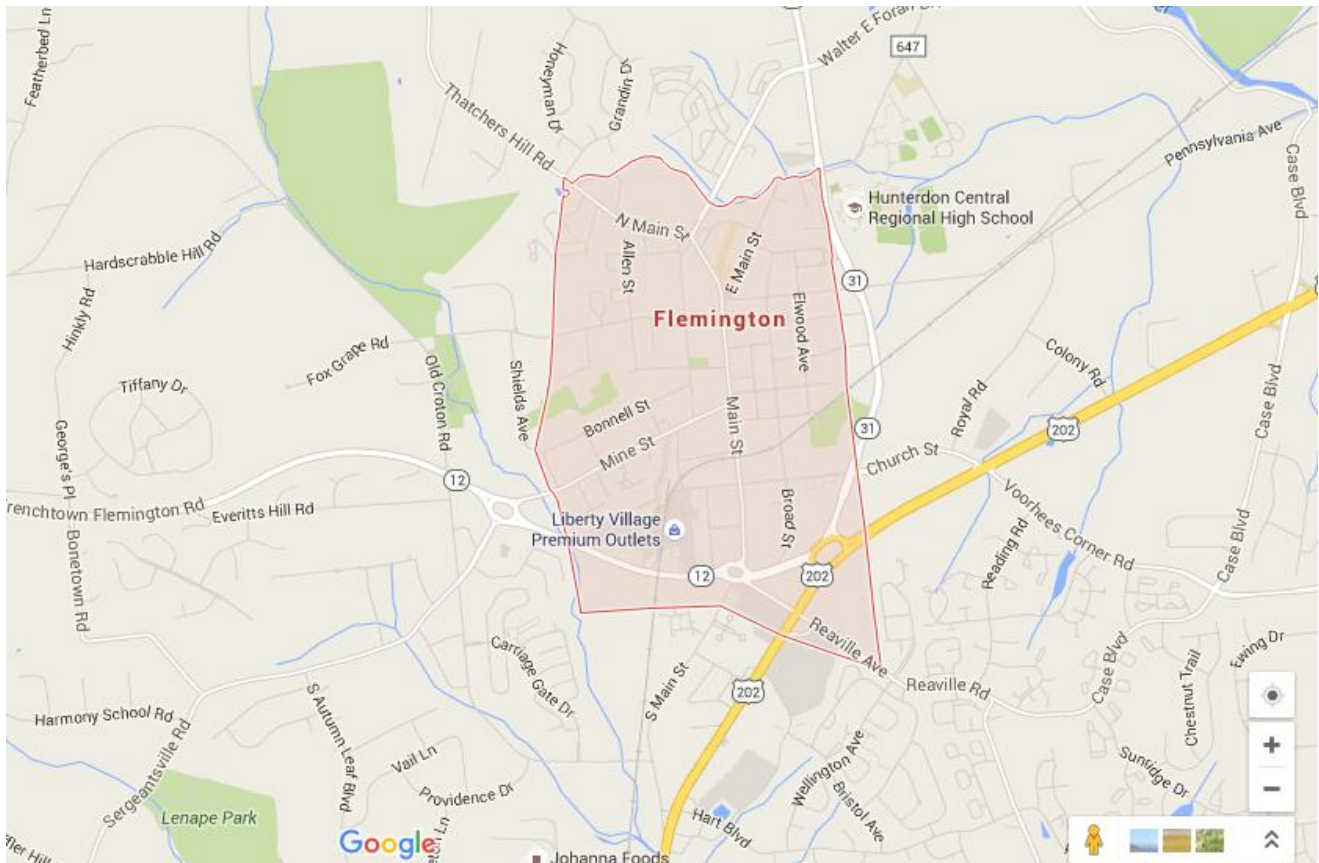 Featherbed Ln
Honeyman Dr
Grandin Dr
Walter E Foran
647
Thatchers Hill Rd
Pennsylvania Ave
Case Blvd
Hunterdon Central
Regional High School
N Main St
Allen St
E Main St
Hardscrabble Hill Rd
31
Hinkly Rd
Flemington
Elwood Ave
202
Fox Grape Rd
Old Croton Rd
Shields Ave
Colony Rd
Tiffany Dr
Royal Rd
Case Blvd
Bonnell St
Main St
31
202
George's Pl
Mine St
Church St
12
Frenchtown Flemington Rd
Everitts Hill Rd
Liberty Village
Premium Outlets
Broad St
Voorhees Corner Rd
Reading Rd
Case Blvd
Bonetown Rd
12
202
Reaville Ave
Carriage Gate Dr
S Main St
Case Blvd
Ewing Dr
Chestnut Trail
202
Reaville Rd
Harmony School Rd
S Autumn Leaf Blvd
Sergeantsville Rd
Vail Ln
Wellington Ave
Suntidge Dr
Providence Dr
Bristol Ave
Lenape Park
Hart Blvd
Google
Johanna Foods